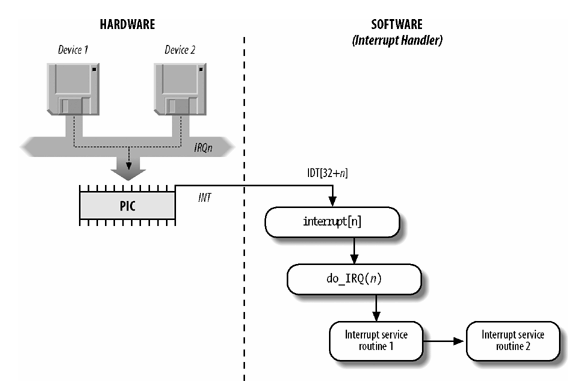 HARDWARE
SOFTWARE
(Interrupt Handler)
Device 1
Device 2
IRQn
IDT[32+n]
PIC
INT
interrupt[n]
do_IRQ(n)
Interrupt service
routine 1
Interrupt service
routine 2